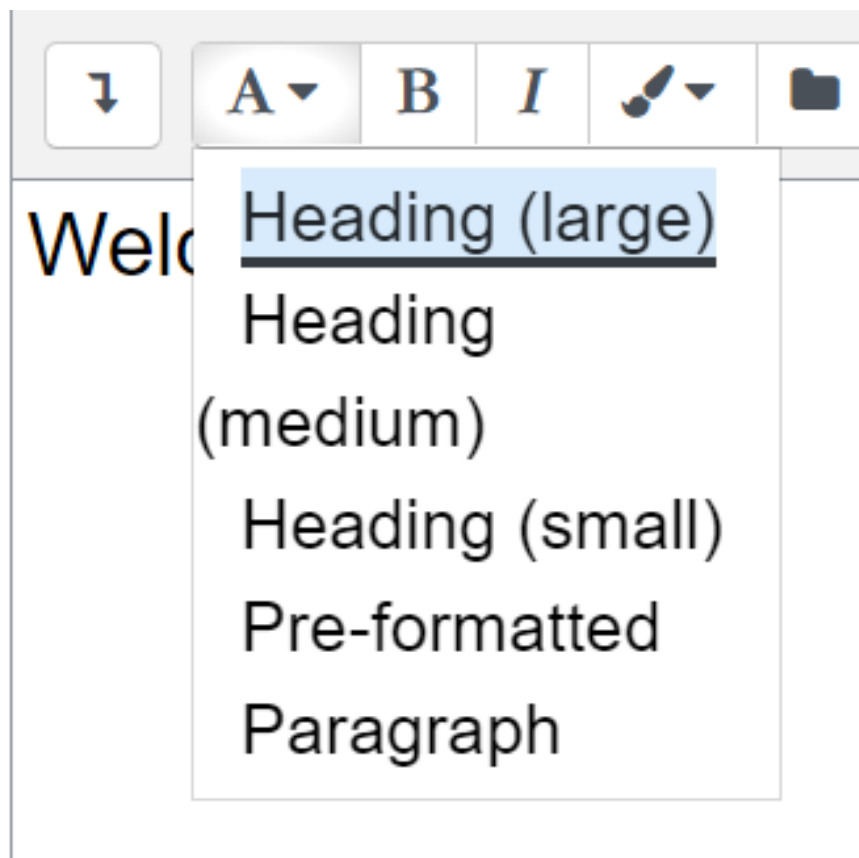 A B I
Welc
Heading (large)
Heading
(medium)
Heading (small)
Pre-formatted
Paragraph